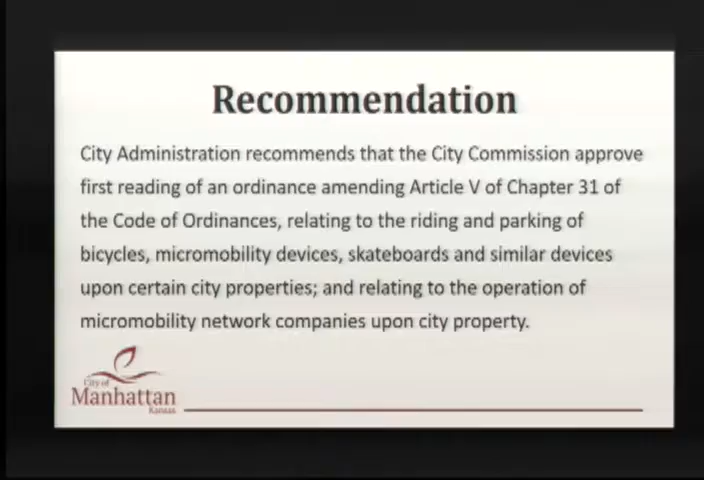 Recommendation
City Administration recommends that the City Commission approve
first reading of an ordinance amending Article V of Chapter 31 of
the Code of Ordinances, relating to the riding and parking of
bicycles, micromobility devices, skateboards and similar devices
upon certain city properties; and relating to the operation of
micromobility network companies upon city property.
City of
Manhattan
Kansas